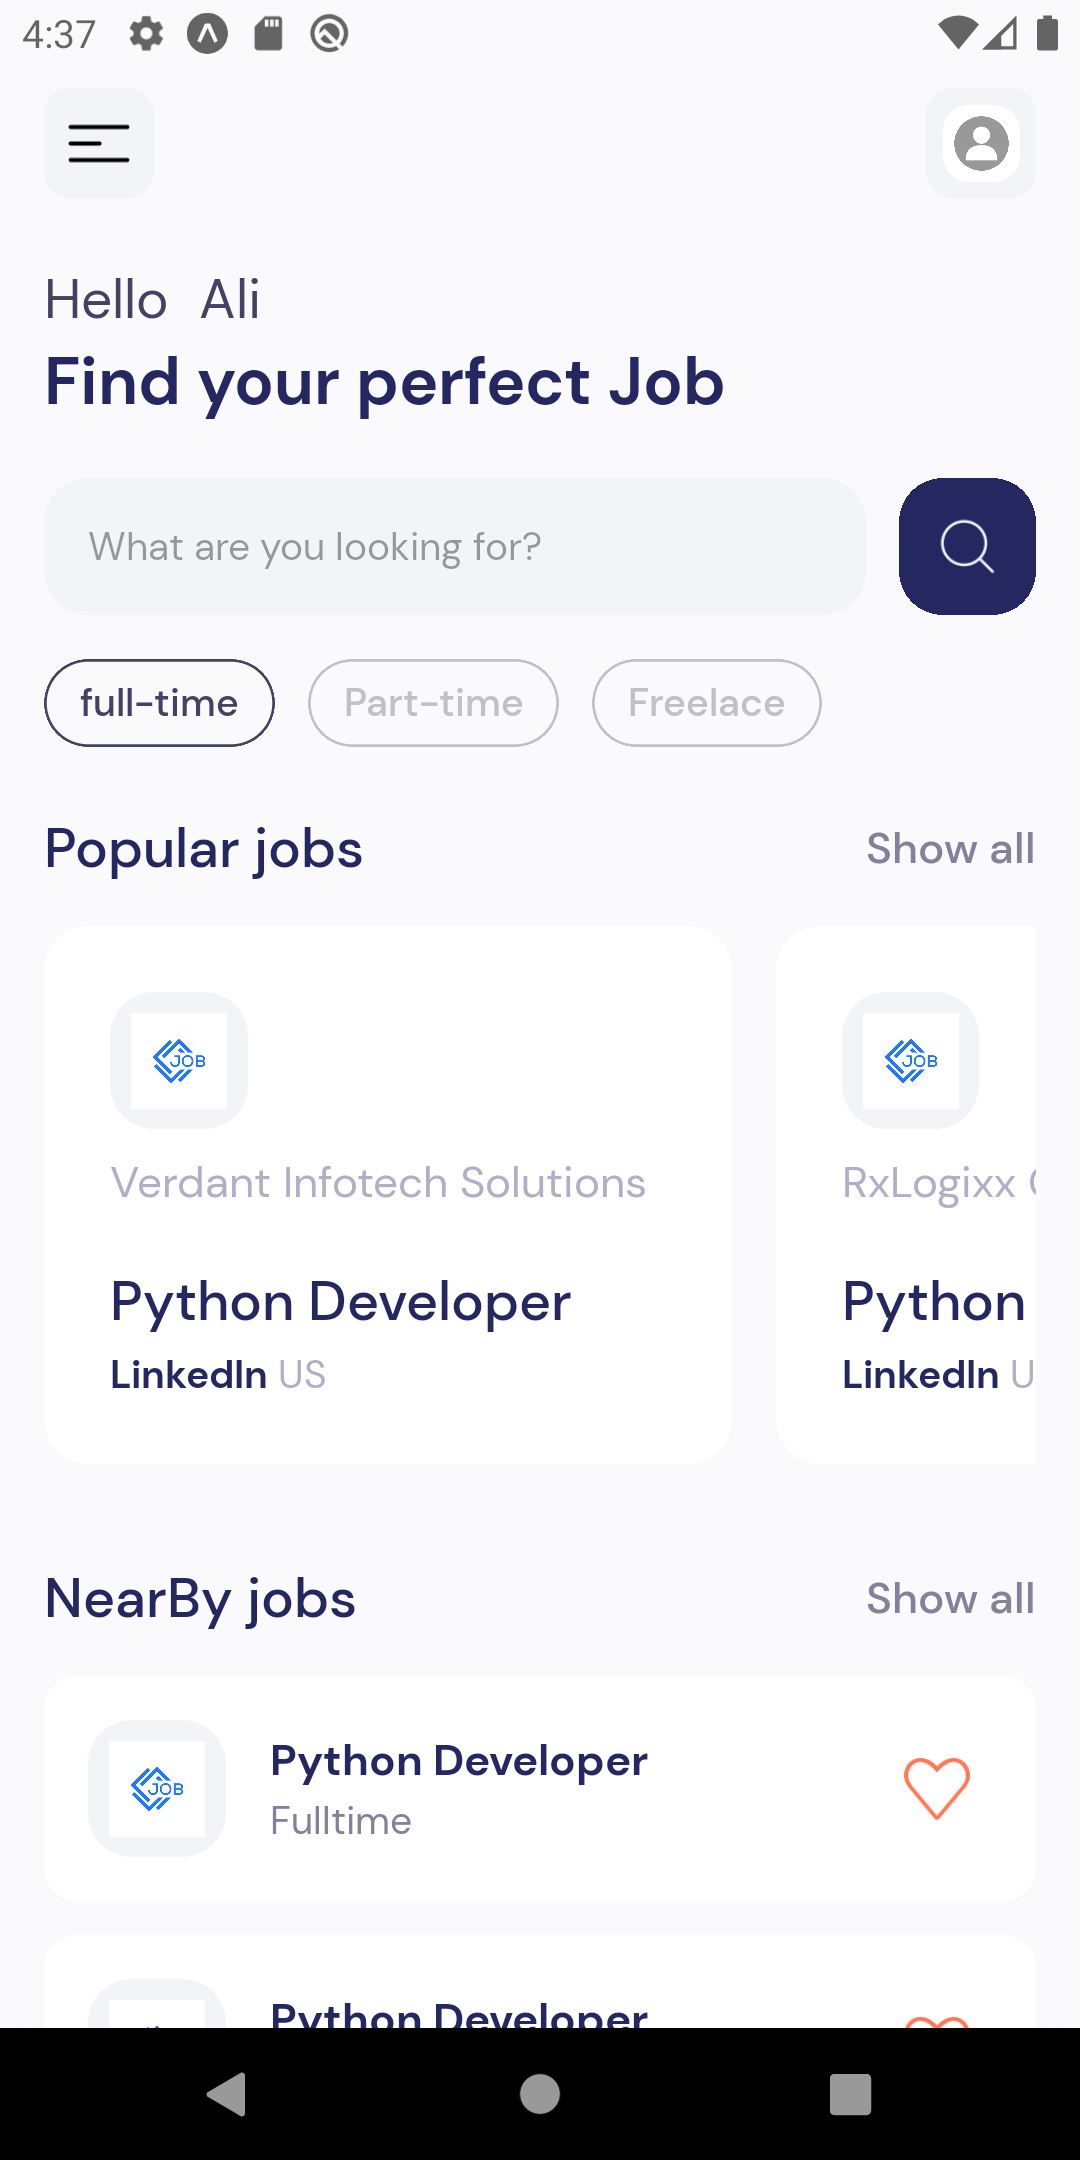 4:37
Hello Ali
Find your perfect Job
What are you looking for?
full-time Part-time Freelace
Popular jobs Show all
JOB JOB
Verdant Infotech Solutions RxLogixx
Python Developer Python
LinkedIn US LinkedIn U
NearBy jobs Show all
JOB
Python Developer
Fulltime
Python Developer